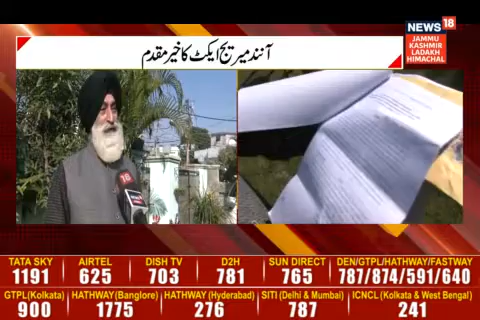 NEWS 18
JAMMU
KASHMIR
LADAKH
HIMACHAL
آنند میریج ایکٹ کا خیر مقدم
18
TATA SKY
1191
AIRTEL
625
DISH TV
703
D2H
781
SUN DIRECT
765
DEN/GTPL/HATHWAY/FASTWAY
787/874/591/640
GTPL(Kolkata)
900
HATHWAY (Banglore)
1775
HATHWAY (Hyderabad)
276
SITI (Delhi & Mumbai)
787
ICNCL (Kolkata & West Bengal)
241